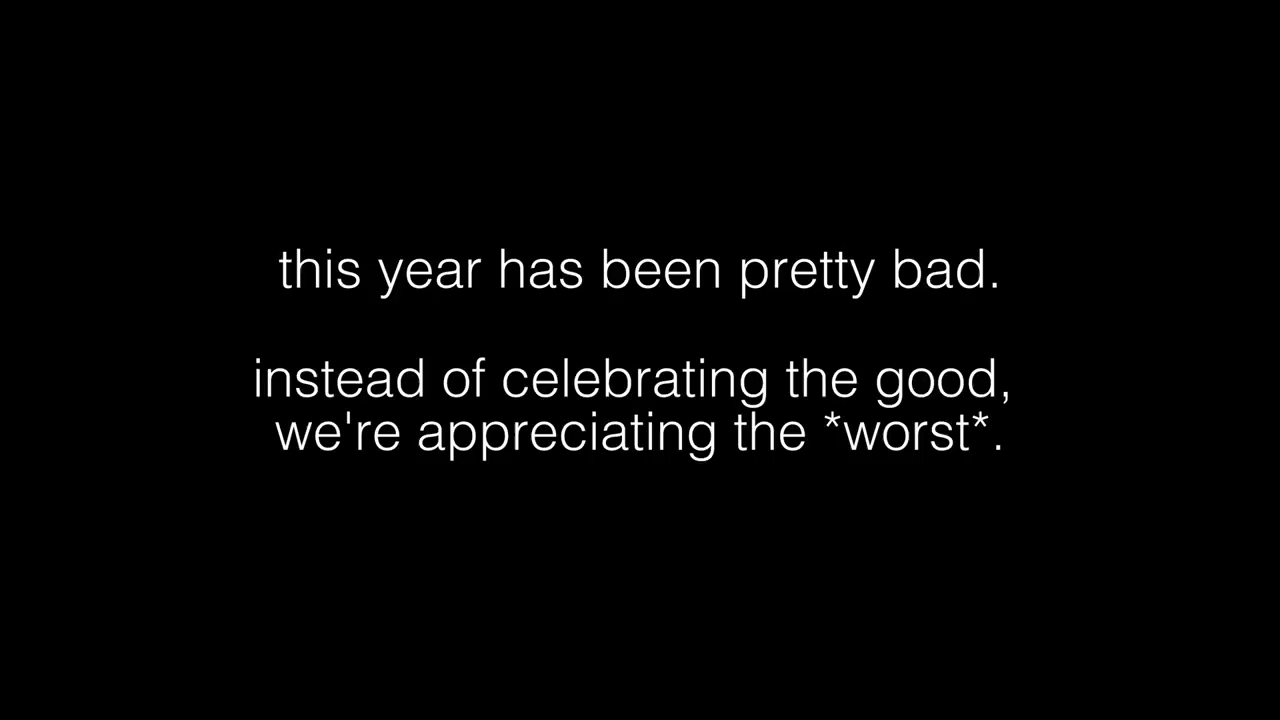 this year has been pretty bad.
instead of celebrating the good,
we're appreciating the *worst*.